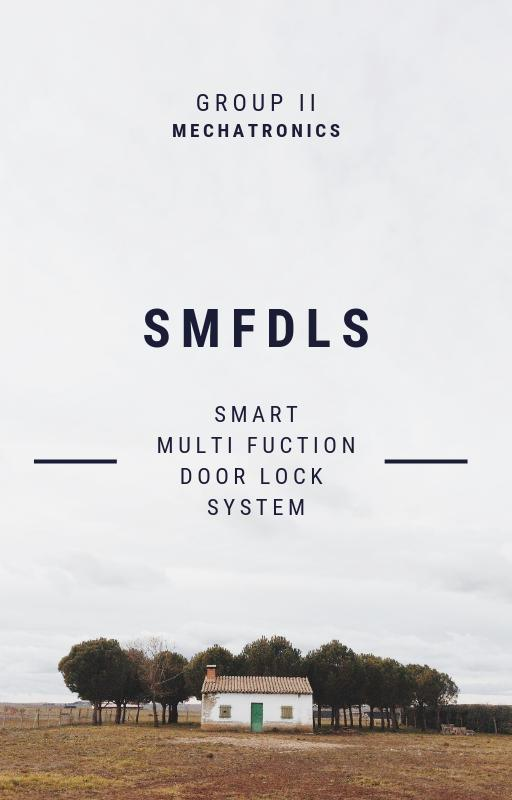 GROUP II
MECHATRONICS
SMFDLS
SMART
MULTI FUCTION
DOOR LOCK
SYSTEM